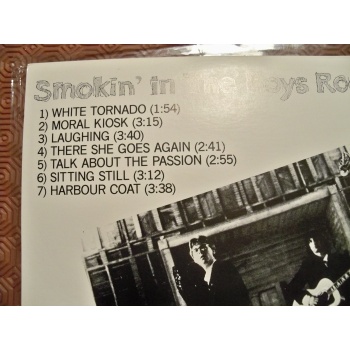 Smokin' in the Boys Ro
1) WHITE TORNADO (1:54)
2) MORAL KIOSK (3:15)
3) LAUGHING (3:40)
4) THERE SHE GOES AGAIN (2:41)
5) TALK ABOUT THE PASSION (2:55)
6) SITTING STILL (3:12)
7) HARBOUR COAT (3:38)